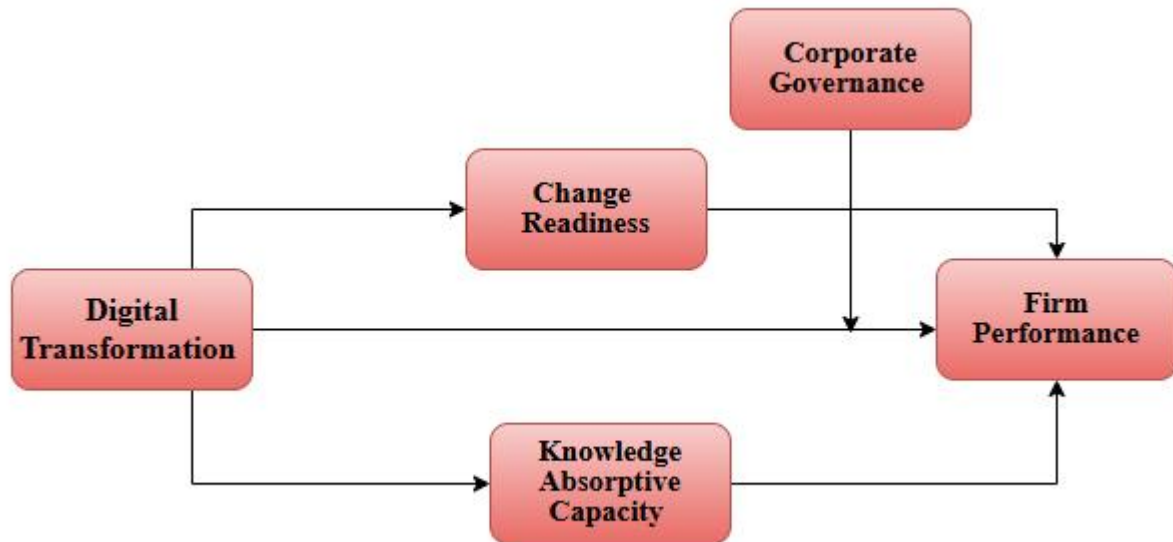 Corporate
Governance
Change
Readiness
Digital
Transformation
Firm
Performance
Knowledge
Absorptive
Capacity